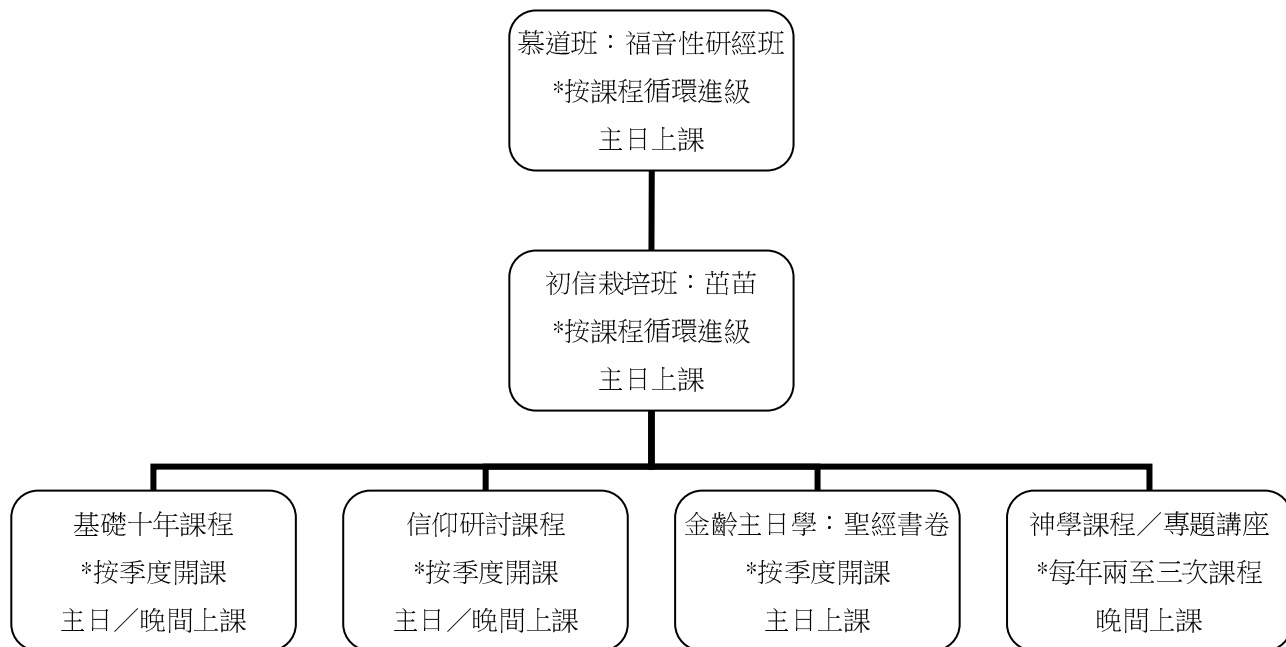 慕道班：福音性研經班
*按課程循環進級
主日上課
初信栽培班：茁苗
*按課程循環進級
主日上課
基礎十年課程
*按季度開課
主日／晚間上課
信仰研討課程
*按季度開課
主日／晚間上課
金齡主日學：聖經書卷
*按季度開課
主日上課
神學課程／專題講座
*每年兩至三次課程
晚間上課